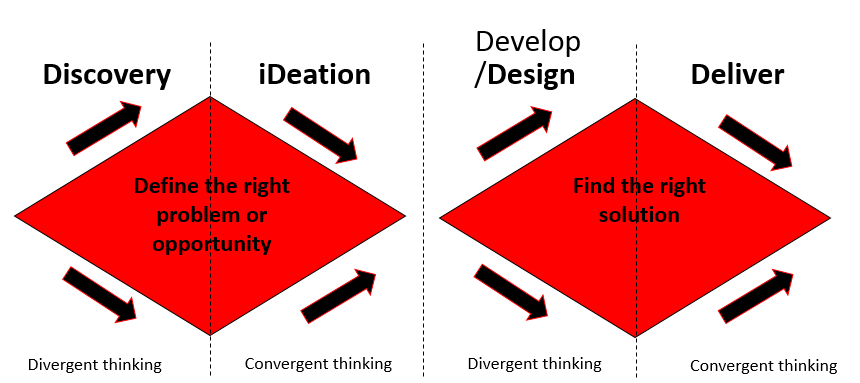 Discovery
iDeation
Develop
/Design
Deliver
Define the right
problem or
opportunity
Find the right
solution
Divergent thinking
Convergent thinking
Divergent thinking
Convergent thinking